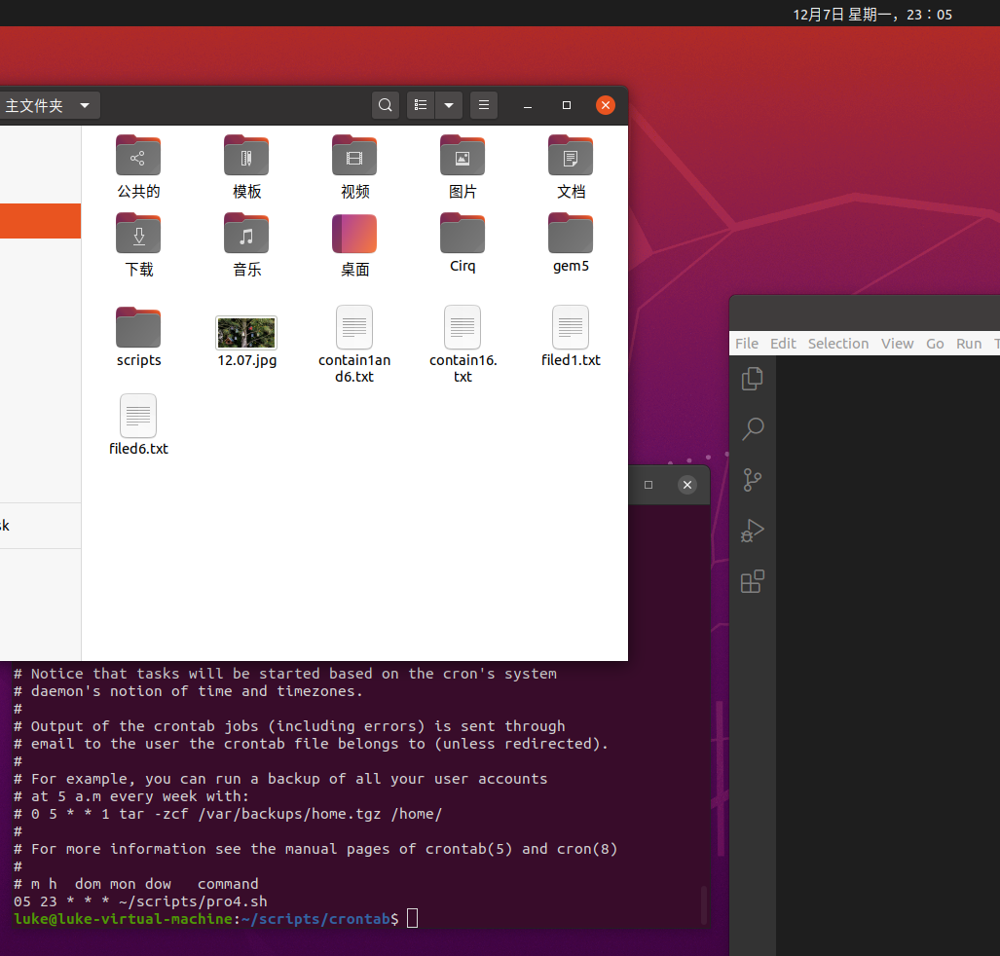 12月7日 星期一，23：05
主文件夹
公共的 模板 视频 图片 文档
下载 音乐 桌面 Cirq gem5
scripts 12.07.jpg contain1an
d6.txt contain16.
txt filed1.txt
filed6.txt
sk
File Edit Selection View Go Run T
# Notice that tasks will be started based on the cron's system
# daemon's notion of time and timezones.
#
# Output of the crontab jobs (including errors) is sent through
# email to the user the crontab file belongs to (unless redirected).
#
# For example, you can run a backup of all your user accounts
# at 5 a.m every week with:
# 0 5 * * 1 tar -zcf /var/backups/home.tgz /home/
#
# For more information see the manual pages of crontab(5) and cron(8)
#
# m h  dom mon dow   command
05 23 * * * ~/scripts/pro4.sh
luke@luke-virtual-machine:~/scripts/crontab$